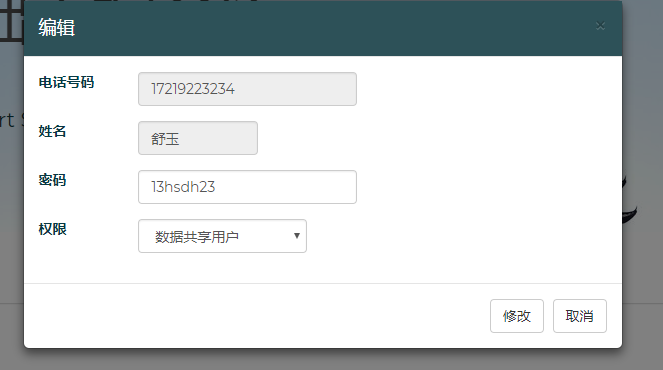 编辑
×
电话号码
17219223234
姓名
舒玉
密码
13hsdh23
权限
数据共享用户
修改
取消